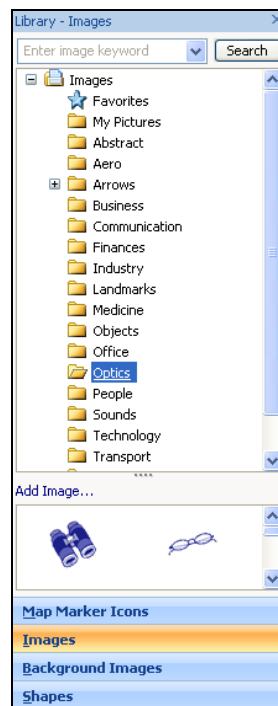 Library - Images
Enter image keyword Search
Images
Favorites
My Pictures
Abstract
Aero
Arrows
Business
Communication
Finances
Industry
Landmarks
Medicine
Objects
Office
Optics
People
Sounds
Technology
Transport
Add Image...
Map Marker Icons
Images
Background Images
Shapes